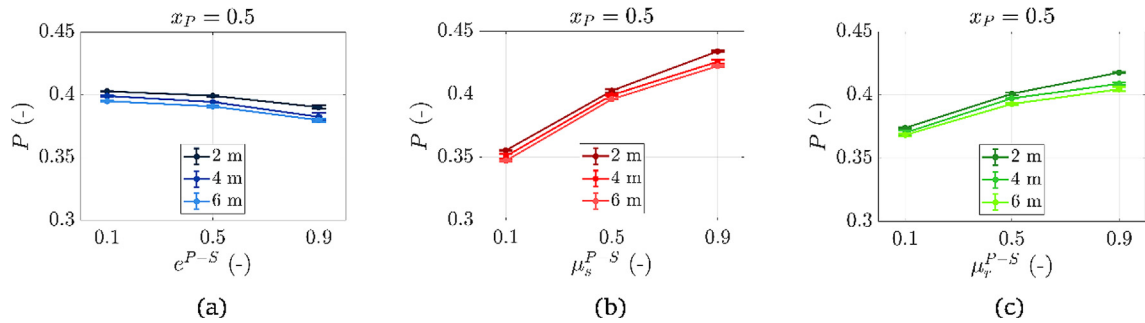 x_P = 0.5
0.45
0.4
0.35
0.3
P (-)
2 m
4 m
6 m
0.1 0.5 0.9
e^{P-S} (-)
(a)
x_P = 0.5
0.45
0.4
0.35
0.3
P (-)
2 m
4 m
6 m
0.1 0.5 0.9
μ_s^{P S} (-)
(b)
x_P = 0.5
0.45
0.4
0.35
0.3
P (-)
2 m
4 m
6 m
0.1 0.5 0.9
μ_r^{P-S} (-)
(c)